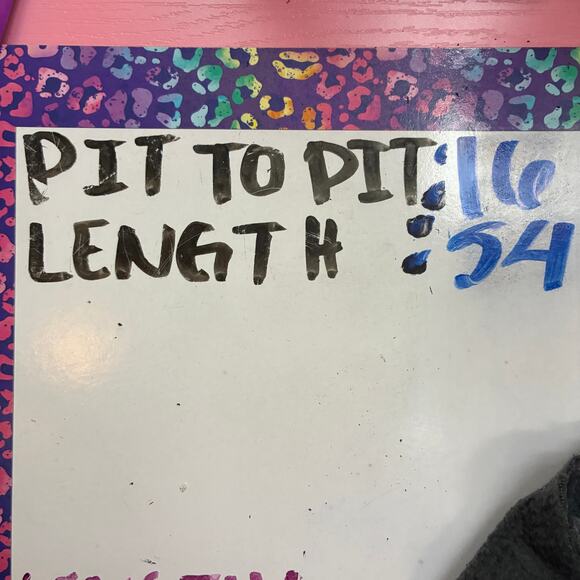 PIT TO PIT: 16
LENGTH : 54